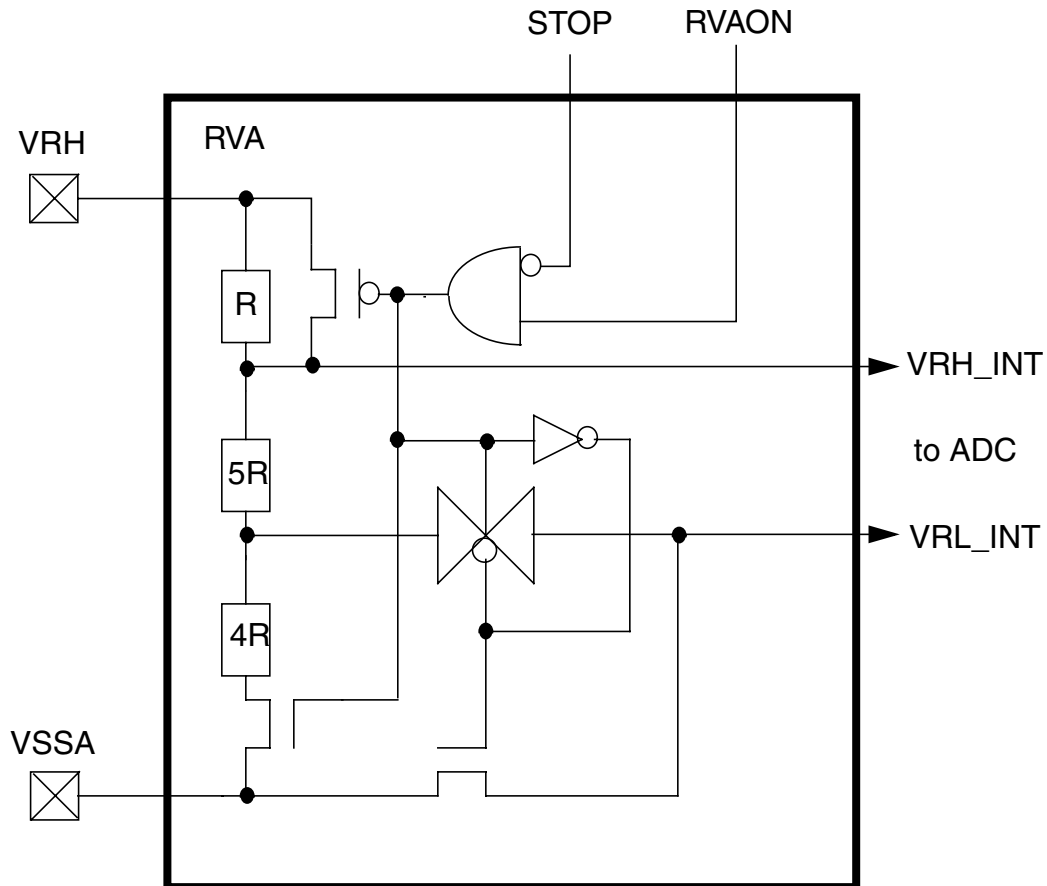 STOP
RVAON
VRH
RVA
R
VRH_INT
5R
to ADC
VRL_INT
4R
VSSA